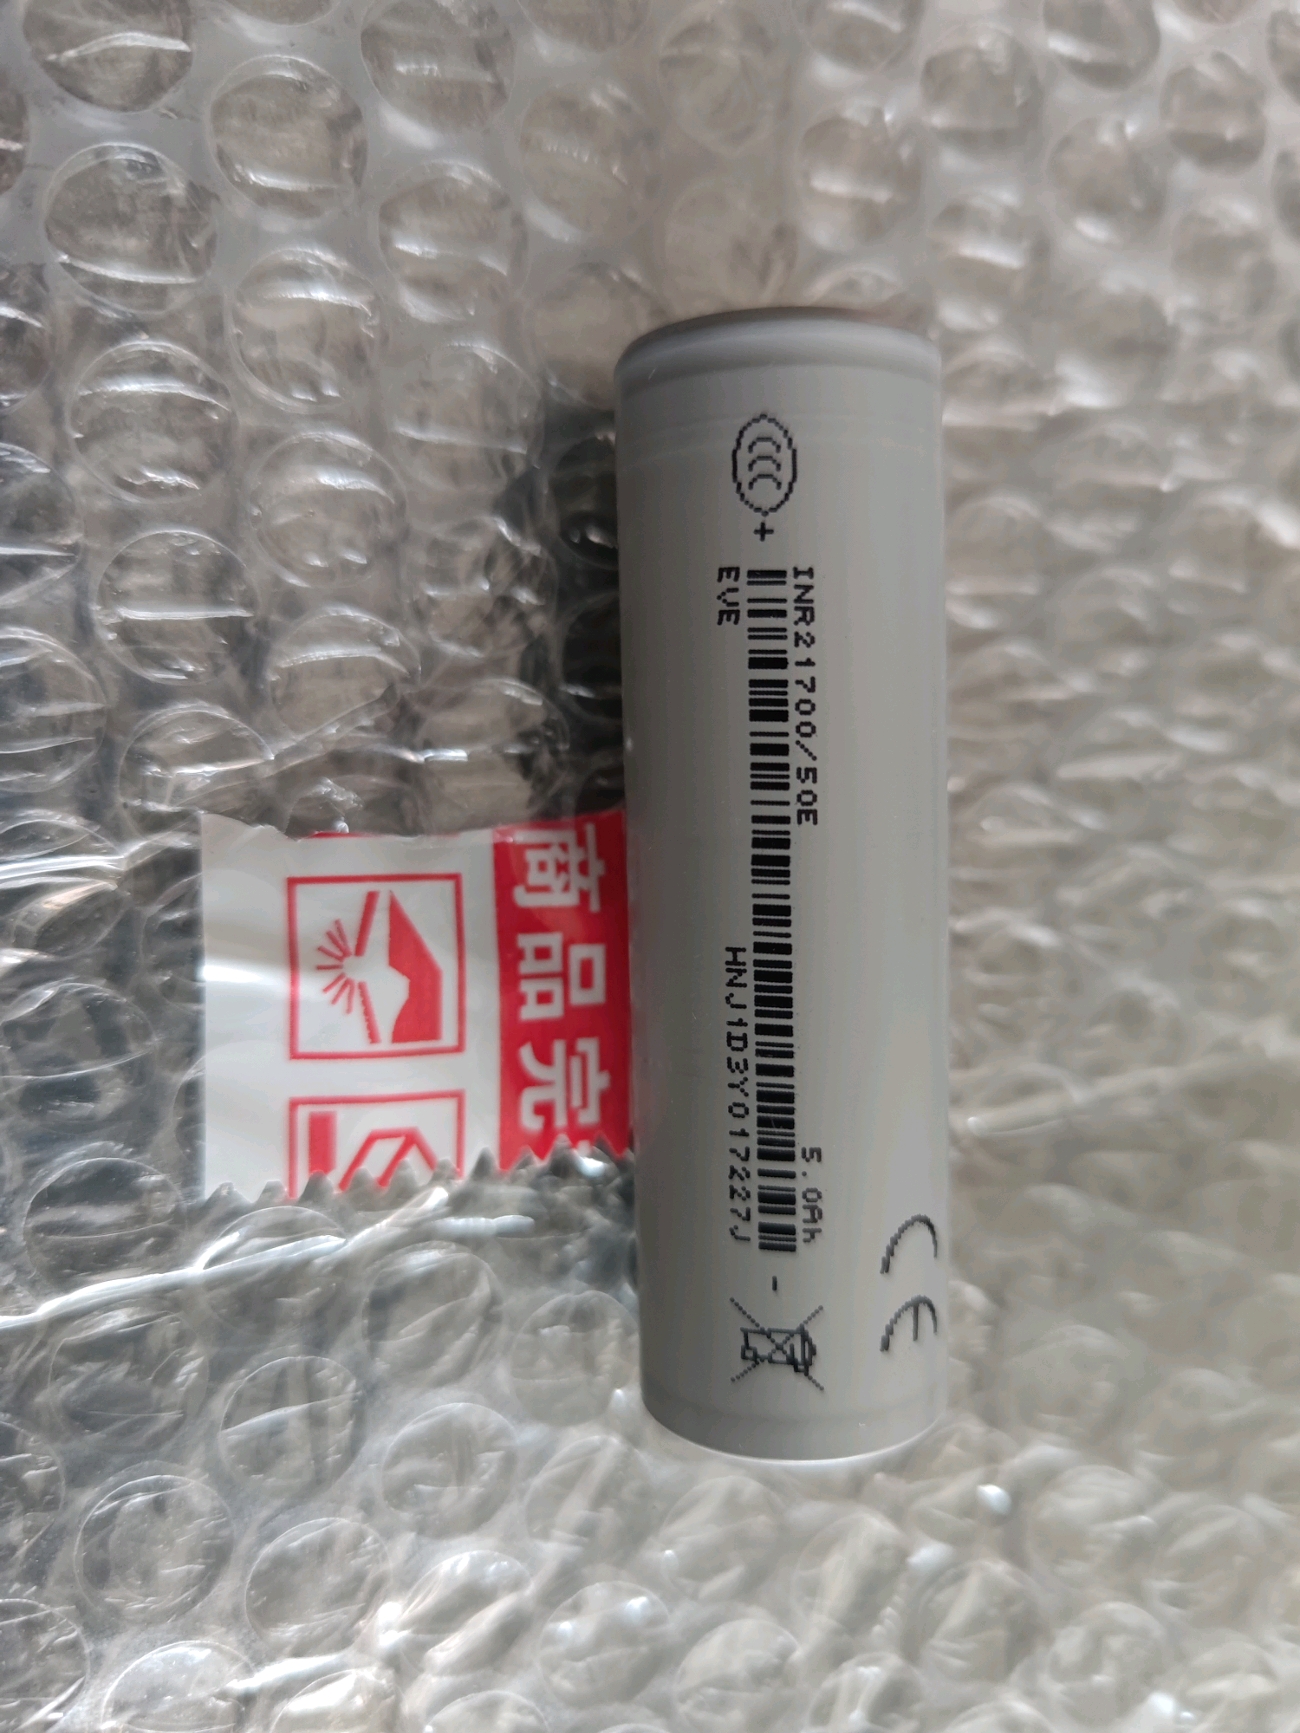 +
INR21700/50E
5.0Ah
EVE
HNJ1D3Y017227J
-
CE
商品完